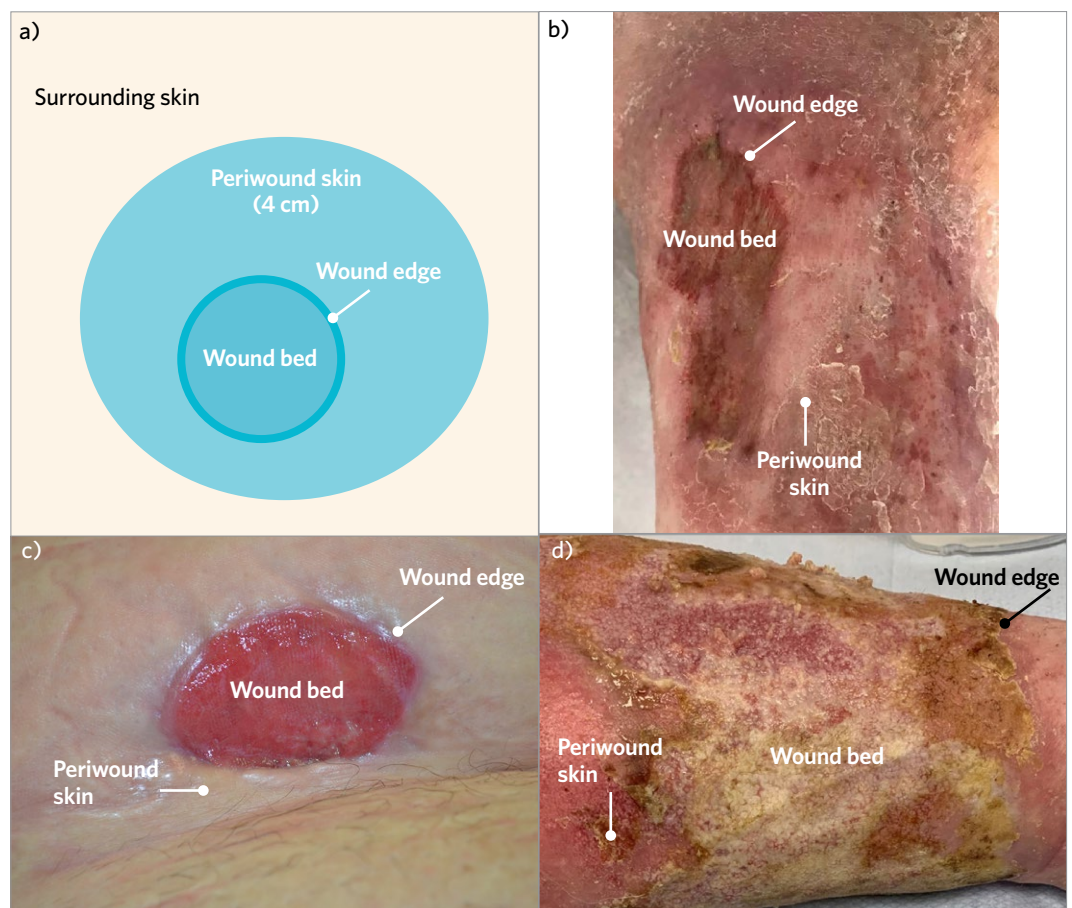 a)
Surrounding skin
Periwound skin
(4 cm)
Wound edge
Wound bed
b)
Wound edge
Wound bed
Periwound
skin
c)
Wound edge
Wound bed
Periwound
skin
d)
Wound edge
Periwound
skin
Wound bed